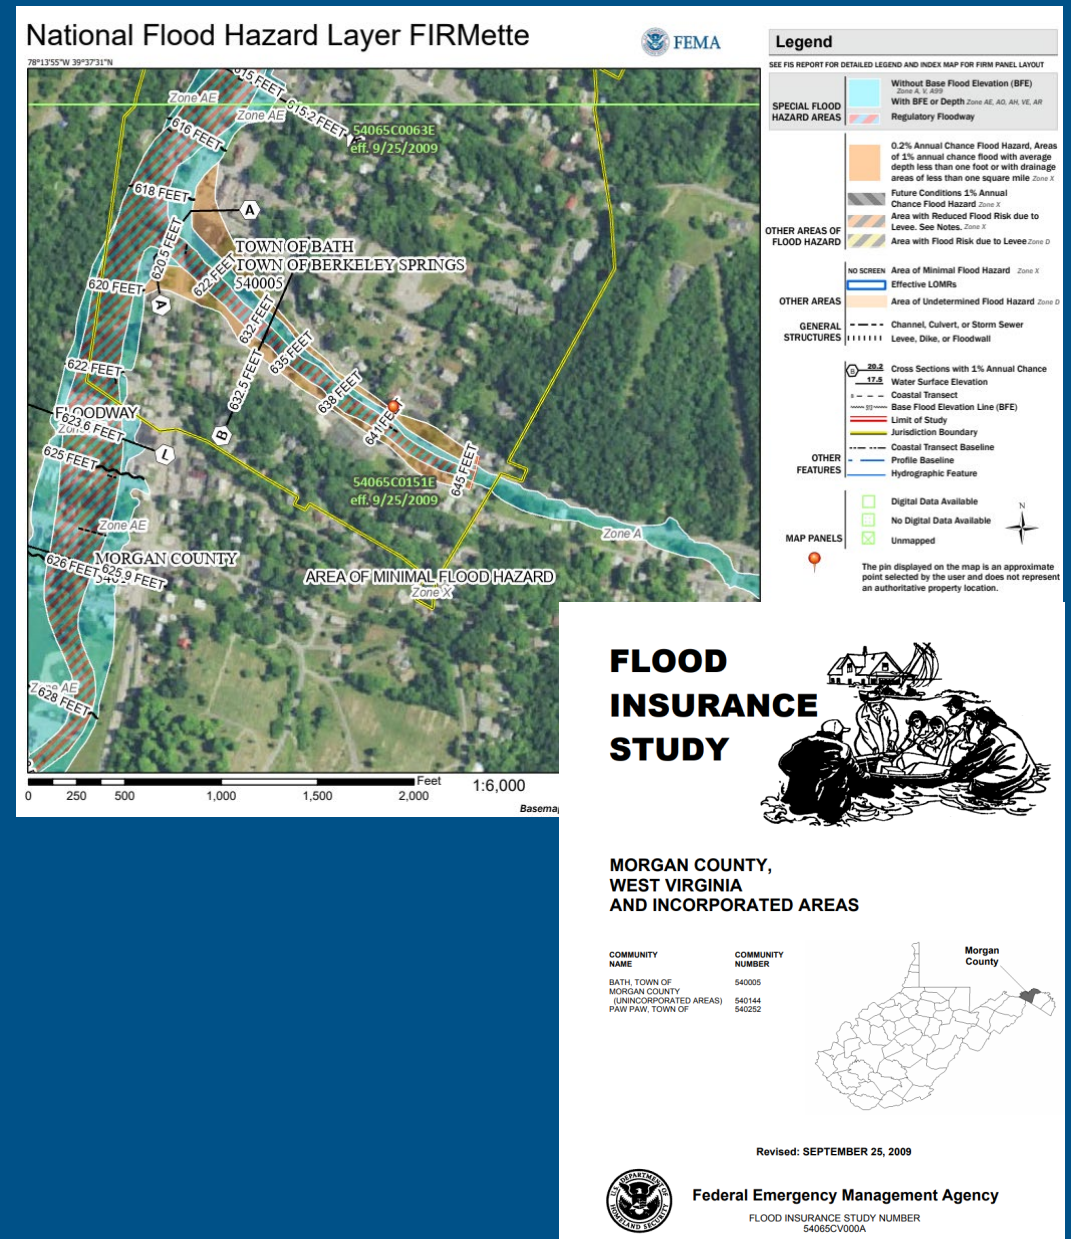 National Flood Hazard Layer FIRMette
FEMA
78°13'55"W 39°37'31"N
15 FEET
615.2 FEET
Zone AE
Zone AE
616 FEET
54065C0063E
eff. 9/25/2009
618 FEET
A
620.5 FEET
TOWN OF BATH
TOWN OF BERKELEY SPRINGS
540005
622 FEET
620 FEET
A
632 FEET
635 FEET
622 FEET
632.5 FEET
638 FEET
641 FEET
FLOODWAY
623.6 FEET
B
L
625 FEET
645 FEET
54065C0151E
eff. 9/25/2009
Zone AE
Zone A
MORGAN COUNTY
626 FEET
626.9 FEET
AREA OF MINIMAL FLOOD HAZARD
Zone X
628 FEET
Feet
1:6,000
0 250 500 1,000 1,500 2,000
Legend
SEE FIS REPORT FOR DETAILED LEGEND AND INDEX MAP FOR FIRM PANEL LAYOUT
SPECIAL FLOOD
HAZARD AREAS
Without Base Flood Elevation (BFE)
Zone A, V, A99
With BFE or Depth Zone AE, AO, AH, VE, AR
Regulatory Floodway
OTHER AREAS OF
FLOOD HAZARD
0.2% Annual Chance Flood Hazard, Areas
of 1% annual chance flood with average
depth less than one foot or with drainage
areas of less than one square mile Zone X
Future Conditions 1% Annual
Chance Flood Hazard Zone X
Area with Reduced Flood Risk due to
Levee. See Notes. Zone X
Area with Flood Risk due to Levee Zone D
OTHER AREAS
NO SCREEN Area of Minimal Flood Hazard Zone X
Effective LOMRs
Area of Undetermined Flood Hazard Zone D
GENERAL
STRUCTURES
Channel, Culvert, or Storm Sewer
Levee, Dike, or Floodwall
B 20.2 Cross Sections with 1% Annual Chance
17.5 Water Surface Elevation
Coastal Transect
Base Flood Elevation Line (BFE)
Limit of Study
Jurisdiction Boundary
OTHER
FEATURES
Coastal Transect Baseline
Profile Baseline
Hydrographic Feature
MAP PANELS
Digital Data Available
No Digital Data Available
Unmapped
N
The pin displayed on the map is an approximate
point selected by the user and does not represent
an authoritative property location.
FLOOD
INSURANCE
STUDY
MORGAN COUNTY,
WEST VIRGINIA
AND INCORPORATED AREAS
COMMUNITY NAME COMMUNITY NUMBER
BATH, TOWN OF 540005
MORGAN COUNTY
(UNINCORPORATED AREAS) 540144
PAW PAW, TOWN OF 540252
Morgan
County
Revised: SEPTEMBER 25, 2009
U.S. DEPARTMENT OF HOMELAND SECURITY
Federal Emergency Management Agency
FLOOD INSURANCE STUDY NUMBER
54065CV000A